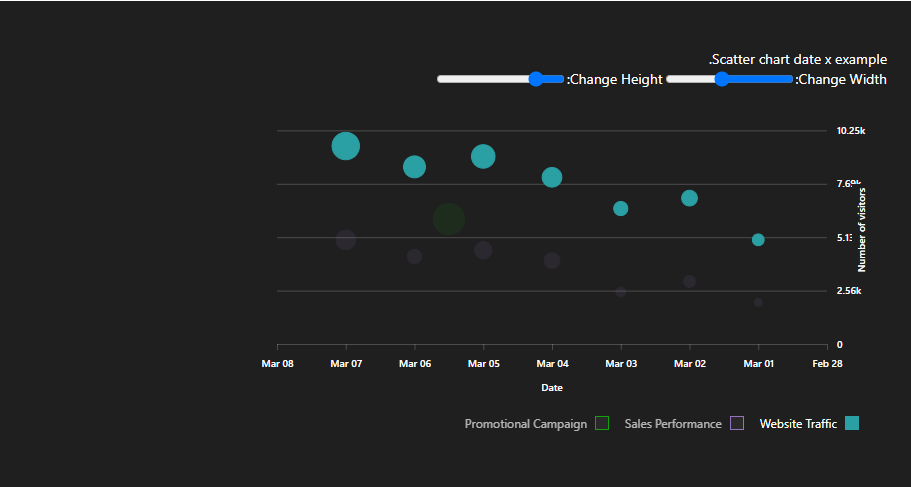 .Scatter chart date x example
:Change Height :Change Width
10.25k
7.69k
5.13
2.56k
0
Number of visitors
Mar 08 Mar 07 Mar 06 Mar 05 Mar 04 Mar 03 Mar 02 Mar 01 Feb 28
Date
Promotional Campaign Sales Performance Website Traffic